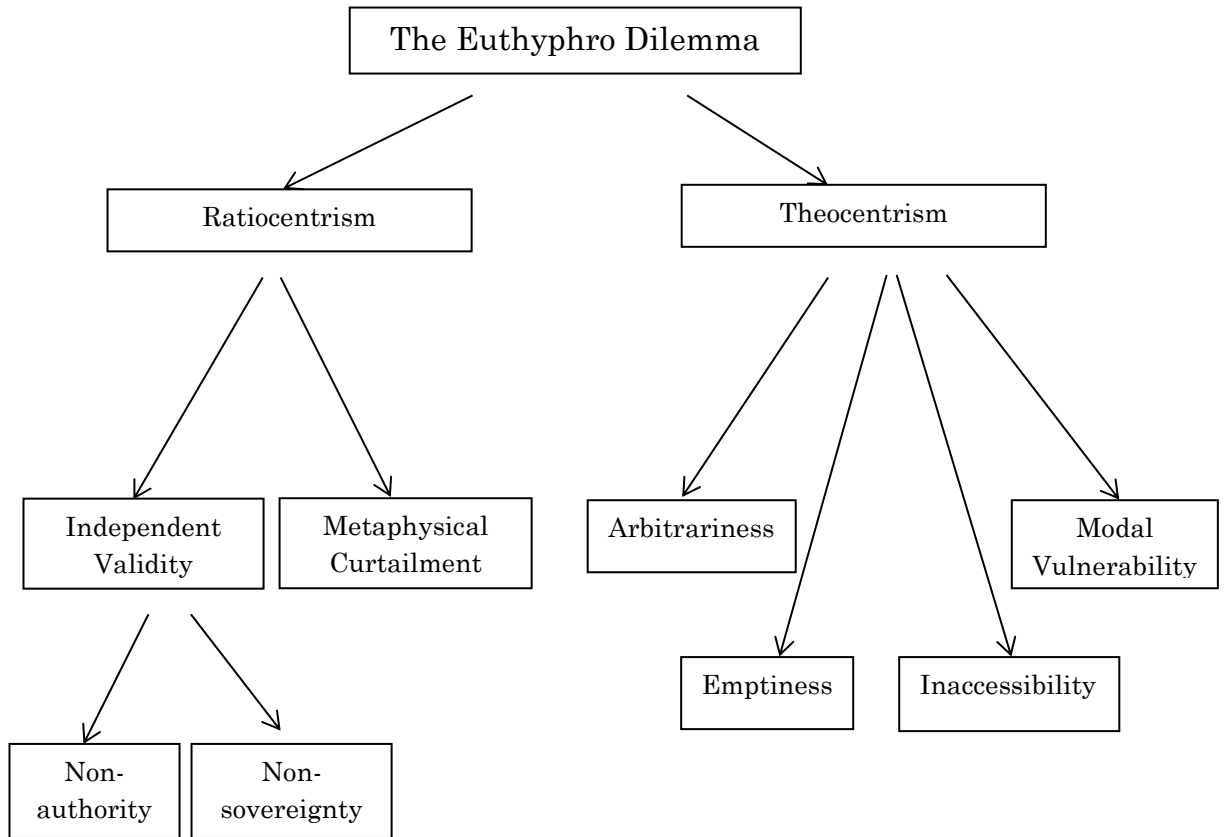 The Euthyphro Dilemma
Ratiocentrism
Theocentrism
Independent
Validity
Metaphysical
Curtailment
Arbitrariness
Modal
Vulnerability
Emptiness
Inaccessibility
Non-
authority
Non-
sovereignty